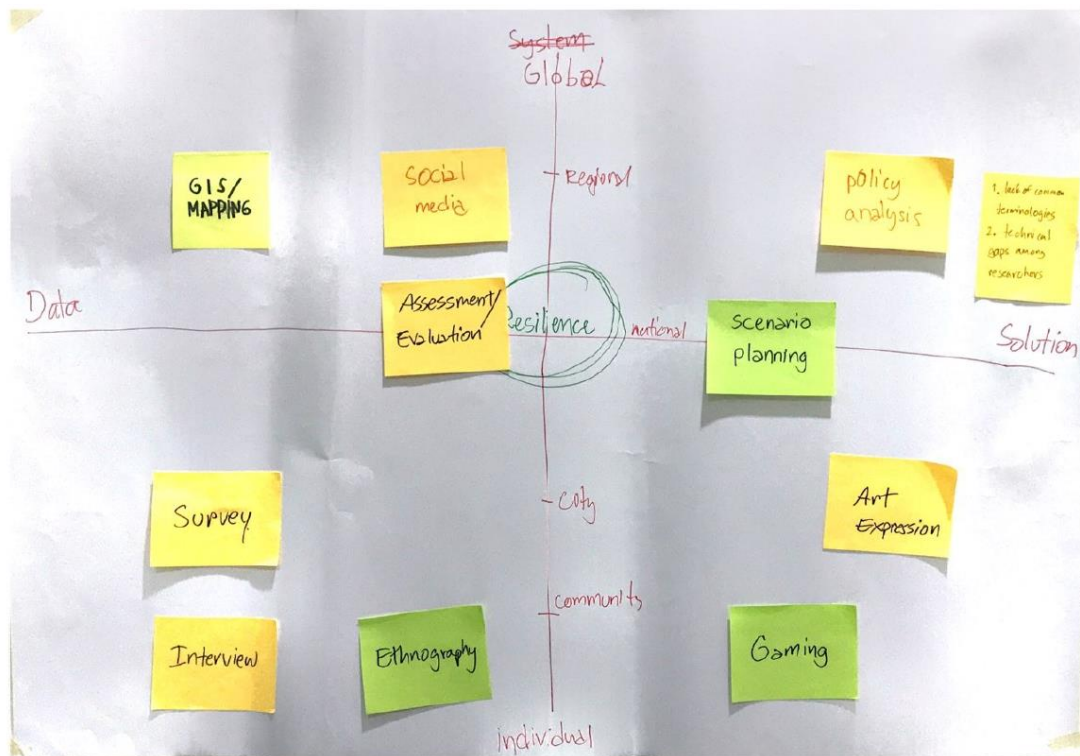 System
Global
GIS/
MAPPING
Social
media
Regional
policy
analysis
1. lack of common
terminologies
2. technical
gaps among
researchers
Data
Assessment/
Evaluation
Resilience
national
Scenario
planning
Solution
Survey
City
Art
Expression
community
Interview
Ethnography
Gaming
individual